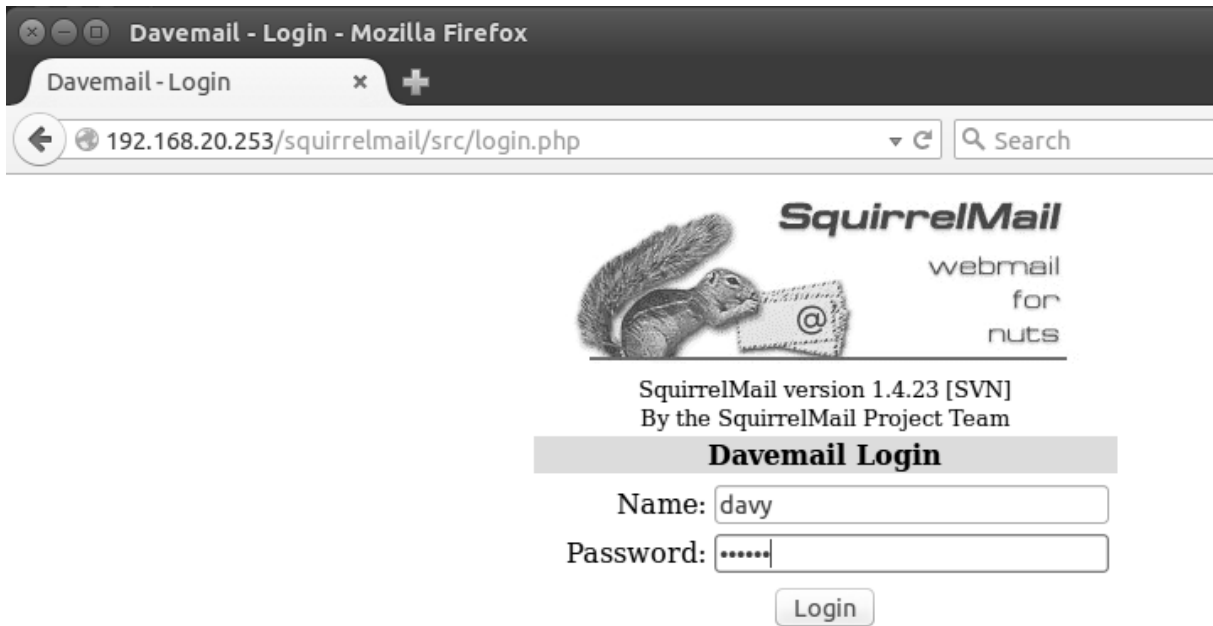 Davemail - Login - Mozilla Firefox
Davemail - Login
192.168.20.253/squirrelmail/src/login.php
Search
SquirrelMail
webmail
for
nuts
@
SquirrelMail version 1.4.23 [SVN]
By the SquirrelMail Project Team
Davemail Login
Name: davy
Password: ••••••
Login